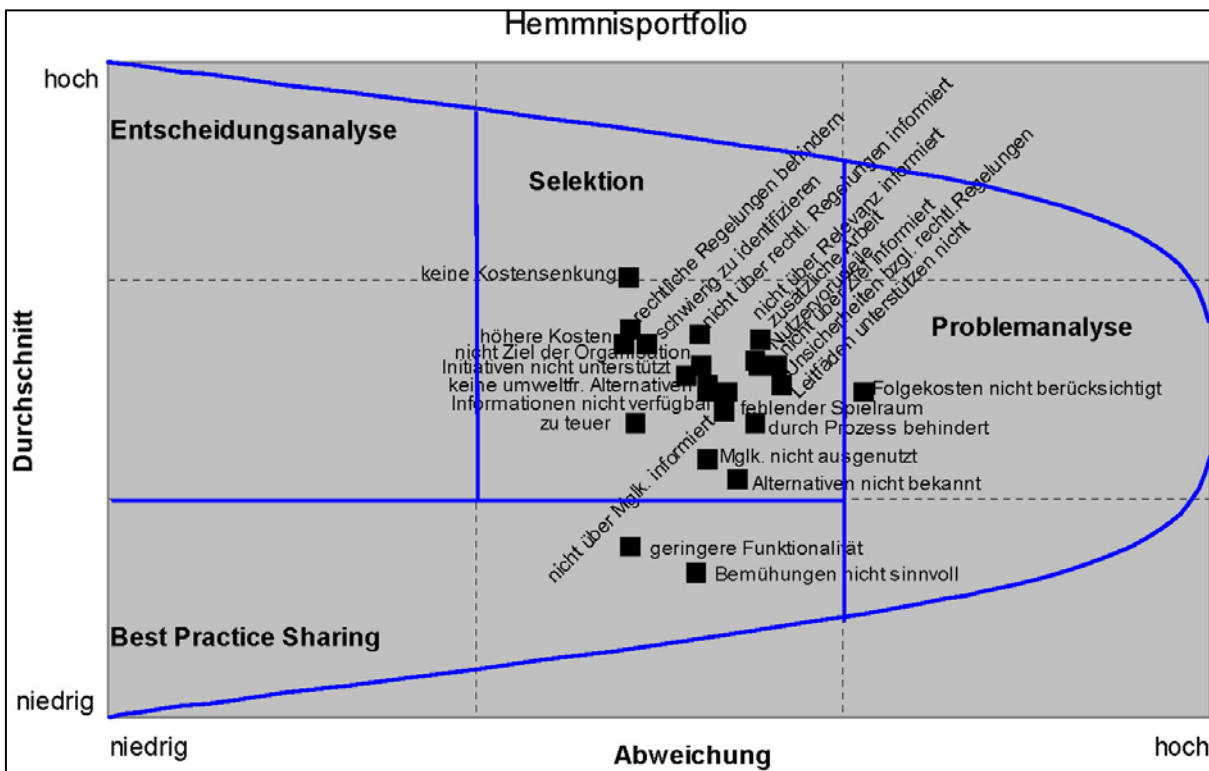 Hemmnisportfolio
hoch
Entscheidungsanalyse
Selektion
rechtliche Regelungen behindern
schwierig zu identifizieren
nicht über rechtl. Regelungen informiert
nicht über Relevanz informiert
zusätzliche Arbeit
Nutzervorurteile
nicht über Ziel informiert
Unsicherheiten bzgl. rechtl.Regelungen
Leitfäden unterstützen nicht
keine Kostensenkung
Problemanalyse
höhere Kosten
nicht Ziel der Organisation
Initiativen nicht unterstützt
keine umweltfr. Alternativen
Folgekosten nicht berücksichtigt
Informationen nicht verfügbar
fehlender Spielraum
zu teuer
durch Prozess behindert
Mglk. nicht ausgenutzt
Alternativen nicht bekannt
nicht über Mglk. informiert
geringere Funktionalität
Bemühungen nicht sinnvoll
Best Practice Sharing
Durchschnitt
niedrig
niedrig
Abweichung
hoch